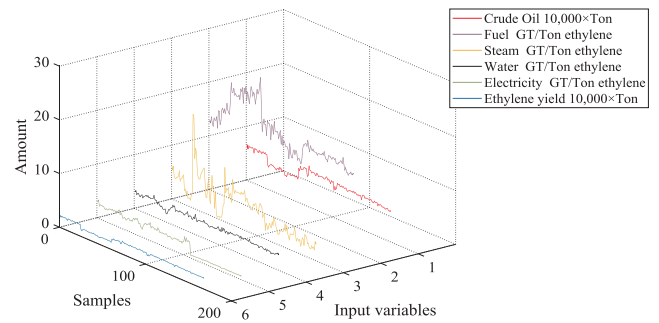 Crude Oil 10,000×Ton
Fuel GT/Ton ethylene
Steam GT/Ton ethylene
Water GT/Ton ethylene
Electricity GT/Ton ethylene
Ethylene yield 10,000×Ton
30
20
10
0
Amount
0
100
200
Samples
6
5
4
3
2
1
Input variables